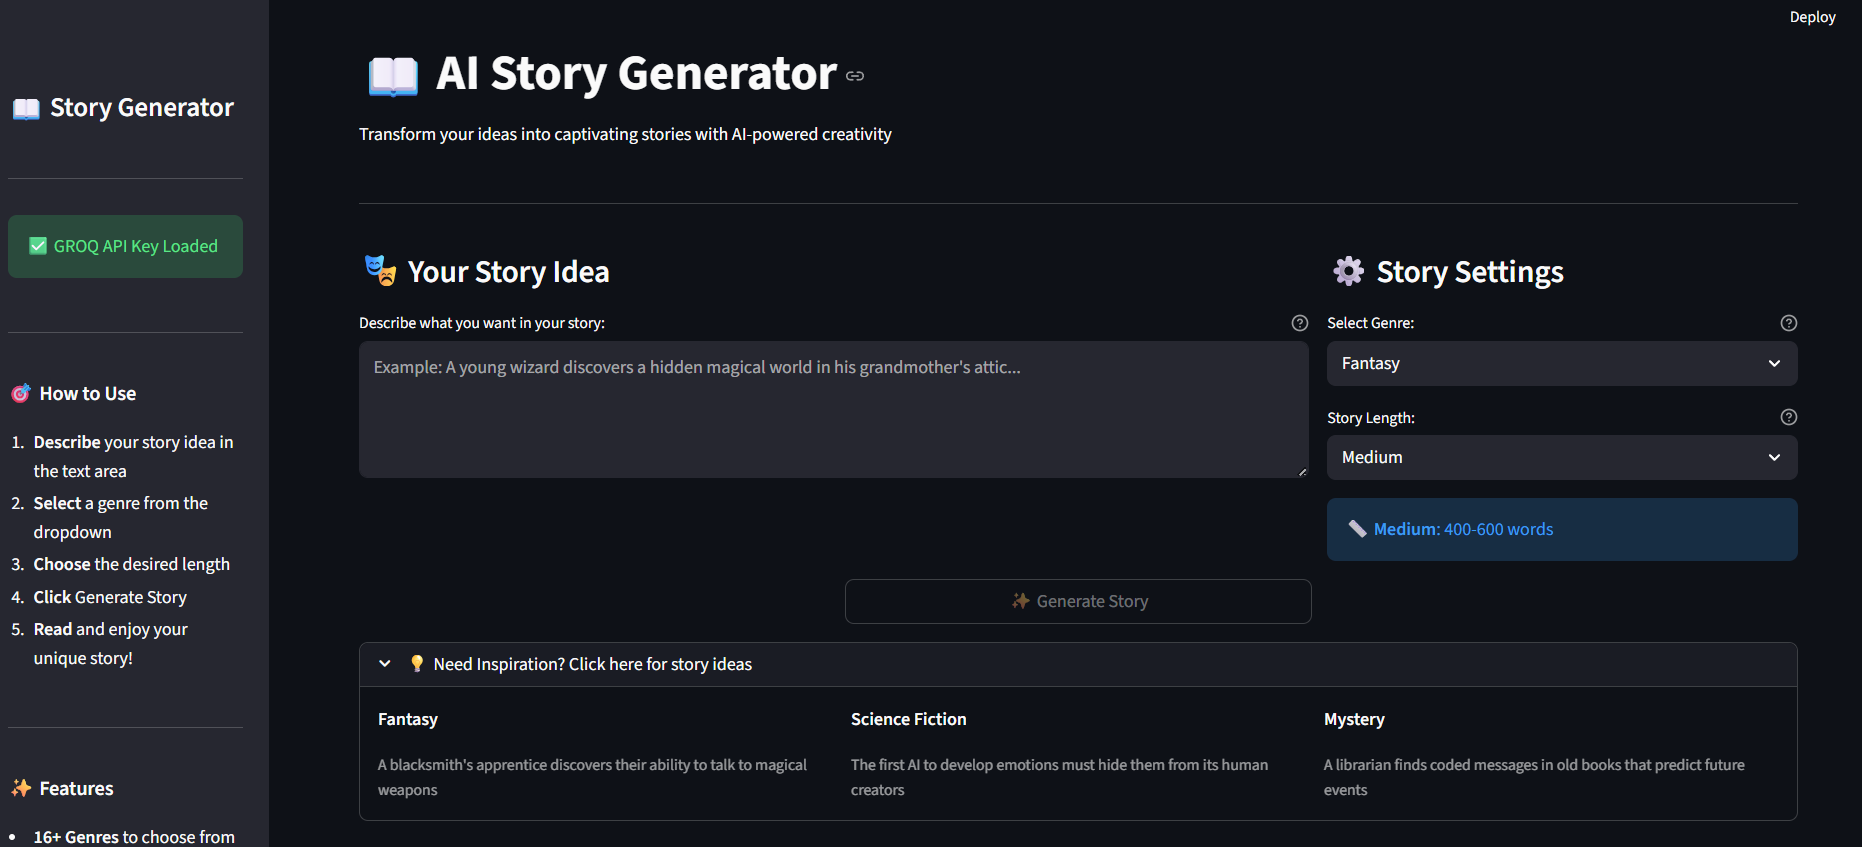 Deploy
📖 Story Generator
✅ GROQ API Key Loaded
🎯 How to Use
1. Describe your story idea in
the text area
2. Select a genre from the
dropdown
3. Choose the desired length
4. Click Generate Story
5. Read and enjoy your
unique story!
✨ Features
• 16+ Genres to choose from
📖 AI Story Generator
Transform your ideas into captivating stories with AI-powered creativity
🎭 Your Story Idea
Describe what you want in your story:
Example: A young wizard discovers a hidden magical world in his grandmother's attic...
⚙️ Story Settings
Select Genre:
Fantasy
Story Length:
Medium
📏 Medium: 400-600 words
✨ Generate Story
💡 Need Inspiration? Click here for story ideas
Fantasy
A blacksmith's apprentice discovers their ability to talk to magical
weapons
Science Fiction
The first AI to develop emotions must hide them from its human
creators
Mystery
A librarian finds coded messages in old books that predict future
events